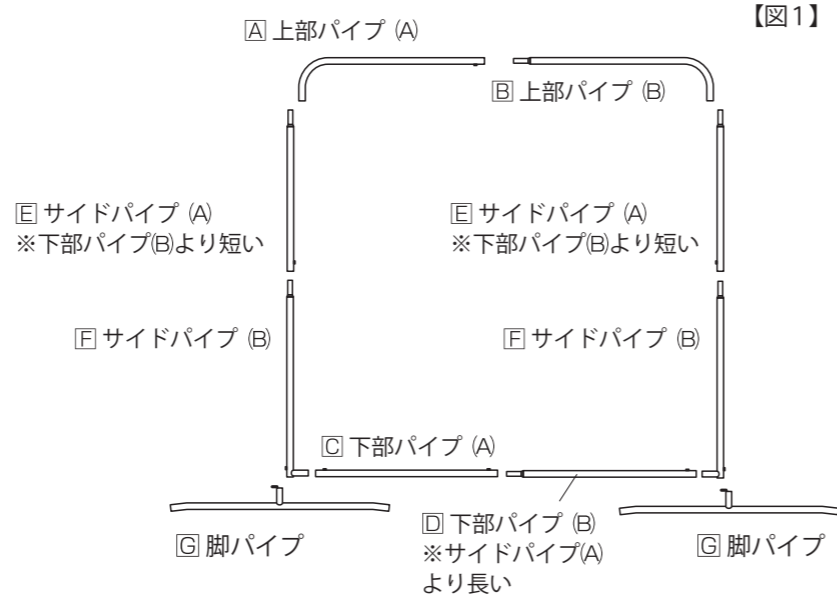 【図1】
🄰 上部パイプ (A)
🄱 上部パイプ (B)
🄴 サイドパイプ (A)
※下部パイプ(B)より短い
🄴 サイドパイプ (A)
※下部パイプ(B)より短い
🄵 サイドパイプ (B)
🄵 サイドパイプ (B)
🄲 下部パイプ (A)
🄳 下部パイプ (B)
※サイドパイプ(A)
より長い
🄶 脚パイプ
🄶 脚パイプ